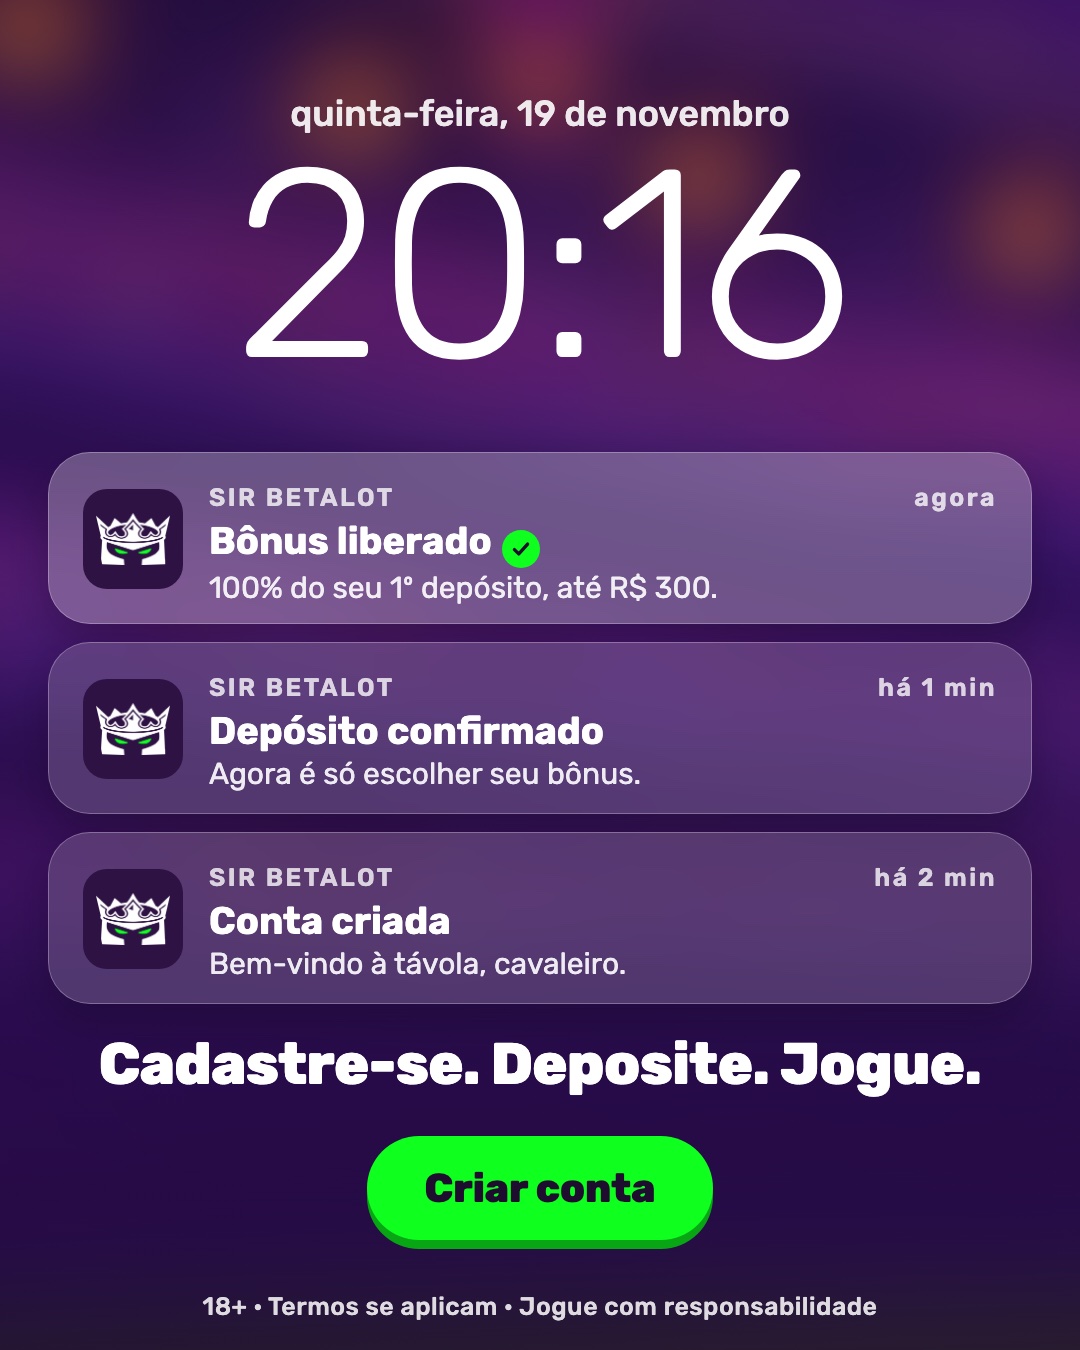 quinta-feira, 19 de novembro
20:16
SIR BETALOT
agora
Bônus liberado
100% do seu 1º depósito, até R$ 300.
SIR BETALOT
há 1 min
Depósito confirmado
Agora é só escolher seu bônus.
SIR BETALOT
há 2 min
Conta criada
Bem-vindo à távola, cavaleiro.
Cadastre-se. Deposite. Jogue.
Criar conta
18+ • Termos se aplicam • Jogue com responsabilidade